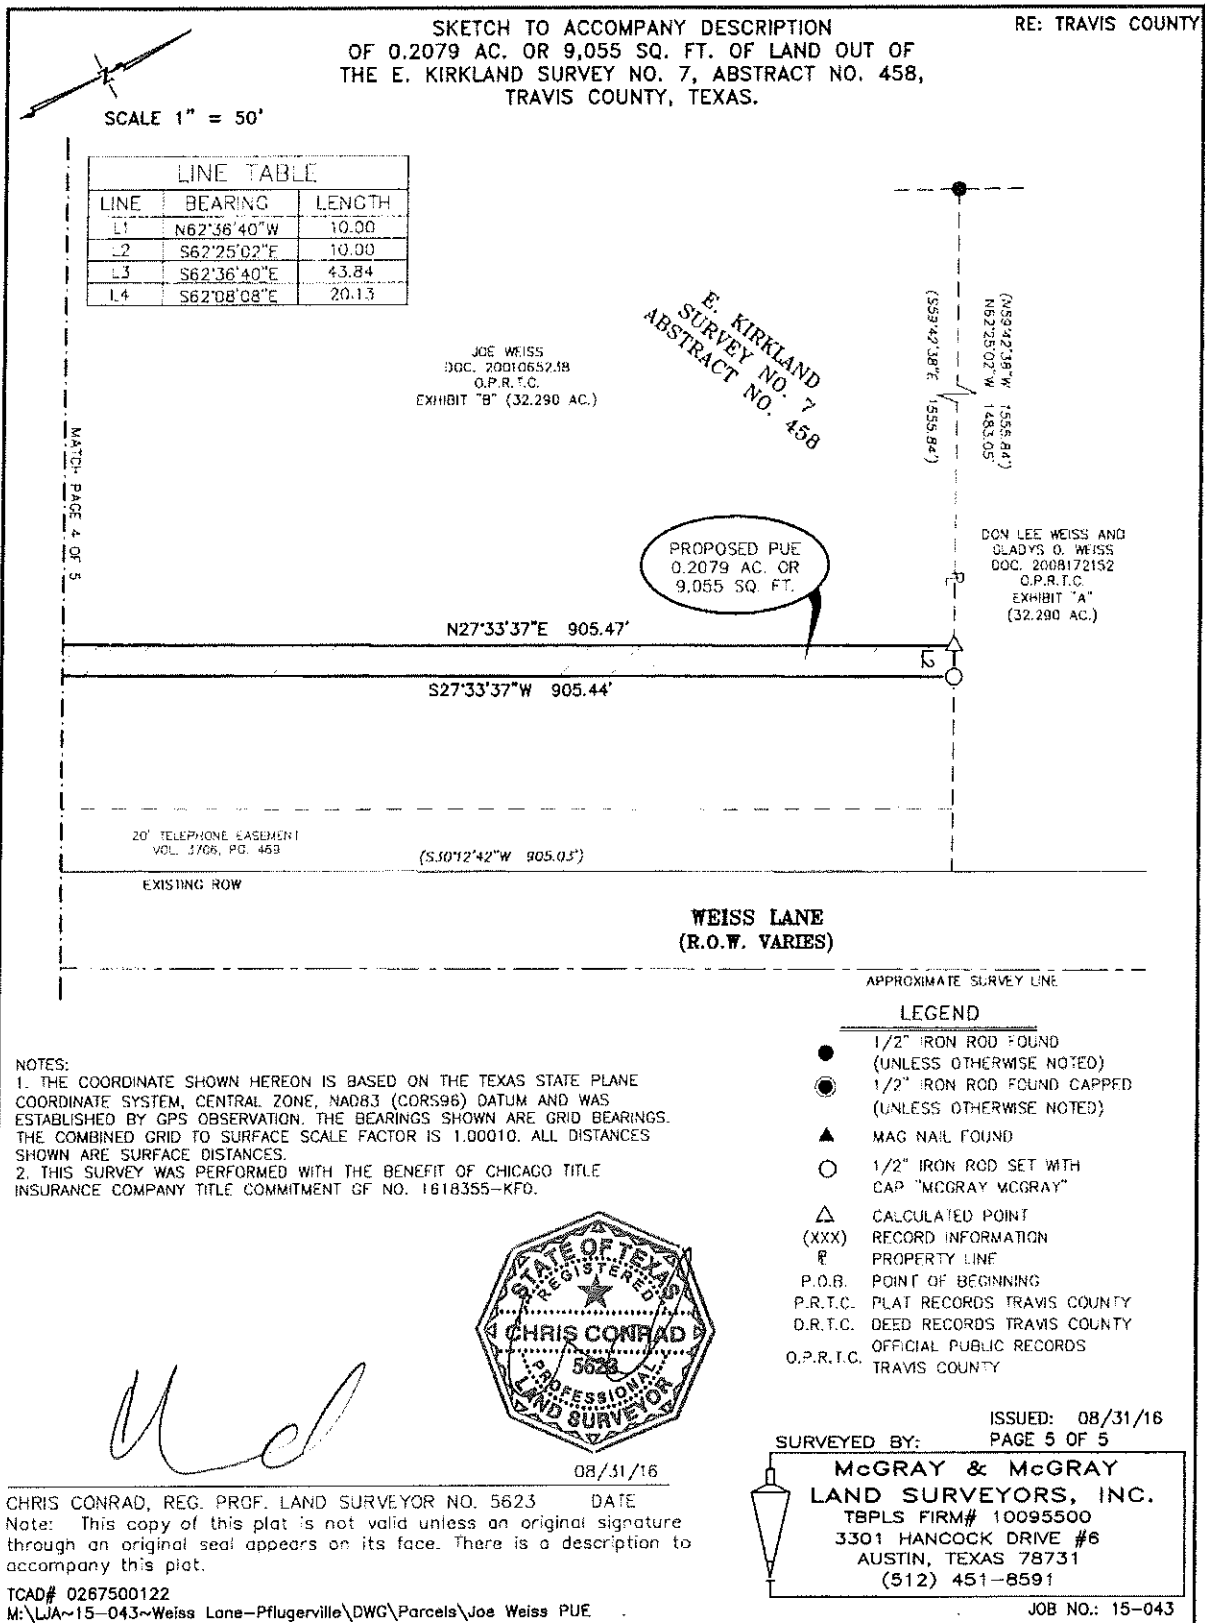 SKETCH TO ACCOMPANY DESCRIPTION
OF 0.2079 AC. OR 9,055 SQ. FT. OF LAND OUT OF
THE E. KIRKLAND SURVEY NO. 7, ABSTRACT NO. 458,
TRAVIS COUNTY, TEXAS.
RE: TRAVIS COUNTY
SCALE 1" = 50'
LINE TABLE
LINE BEARING LENGTH
L1 N62°36'40"W 10.00
L2 S62°25'02"E 10.00
L3 S62°36'40"E 43.84
L4 S62°08'08"E 20.13
JOE WEISS
DOC. 2001065238
O.P.R.T.C.
EXHIBIT "B" (32.290 AC.)
E. KIRKLAND
SURVEY NO. 7
ABSTRACT NO. 458
(N59°42'38"W 1555.84')
N62°25'02"W 1483.05'
(S59°42'38"E 1555.84')
MATCH PAGE 4 OF 5
PROPOSED PUE
0.2079 AC. OR
9,055 SQ. FT.
DON LEE WEISS AND
GLADYS O. WEISS
DOC. 2008172152
O.P.R.T.C.
EXHIBIT "A"
(32.290 AC.)
N27°33'37"E 905.47'
L2
S27°33'37"W 905.44'
20' TELEPHONE EASEMENT
VOL. 3706, PG. 469
(S30°12'42"W 905.03')
EXISTING ROW
WEISS LANE
(R.O.W. VARIES)
APPROXIMATE SURVEY LINE
LEGEND
1/2" IRON ROD FOUND
(UNLESS OTHERWISE NOTED)
1/2" IRON ROD FOUND CAPPED
(UNLESS OTHERWISE NOTED)
MAG NAIL FOUND
1/2" IRON ROD SET WITH
CAP "MCGRAY MCGRAY"
CALCULATED POINT
(XXX) RECORD INFORMATION
PROPERTY LINE
P.O.B. POINT OF BEGINNING
P.R.T.C. PLAT RECORDS TRAVIS COUNTY
D.R.T.C. DEED RECORDS TRAVIS COUNTY
O.P.R.T.C. OFFICIAL PUBLIC RECORDS
TRAVIS COUNTY
NOTES:
1. THE COORDINATE SHOWN HEREON IS BASED ON THE TEXAS STATE PLANE
COORDINATE SYSTEM, CENTRAL ZONE, NAD83 (CORS96) DATUM AND WAS
ESTABLISHED BY GPS OBSERVATION. THE BEARINGS SHOWN ARE GRID BEARINGS.
THE COMBINED GRID TO SURFACE SCALE FACTOR IS 1.00010. ALL DISTANCES
SHOWN ARE SURFACE DISTANCES.
2. THIS SURVEY WAS PERFORMED WITH THE BENEFIT OF CHICAGO TITLE
INSURANCE COMPANY TITLE COMMITMENT GF NO. 1618355-KFO.
STATE OF TEXAS
REGISTERED
CHRIS CONRAD
5623
PROFESSIONAL
LAND SURVEYOR
08/31/16
CHRIS CONRAD, REG. PROF. LAND SURVEYOR NO. 5623 DATE
Note: This copy of this plat is not valid unless an original signature
through an original seal appears on its face. There is a description to
accompany this plat.
TCAD# 0267500122
M:\LJA~15-043~Weiss Lane-Pflugerville\DWG\Parcels\Joe Weiss PUE
ISSUED: 08/31/16
SURVEYED BY: PAGE 5 OF 5
McGRAY & McGRAY
LAND SURVEYORS, INC.
TBPLS FIRM# 10095500
3301 HANCOCK DRIVE #6
AUSTIN, TEXAS 78731
(512) 451-8591
JOB NO.: 15-043